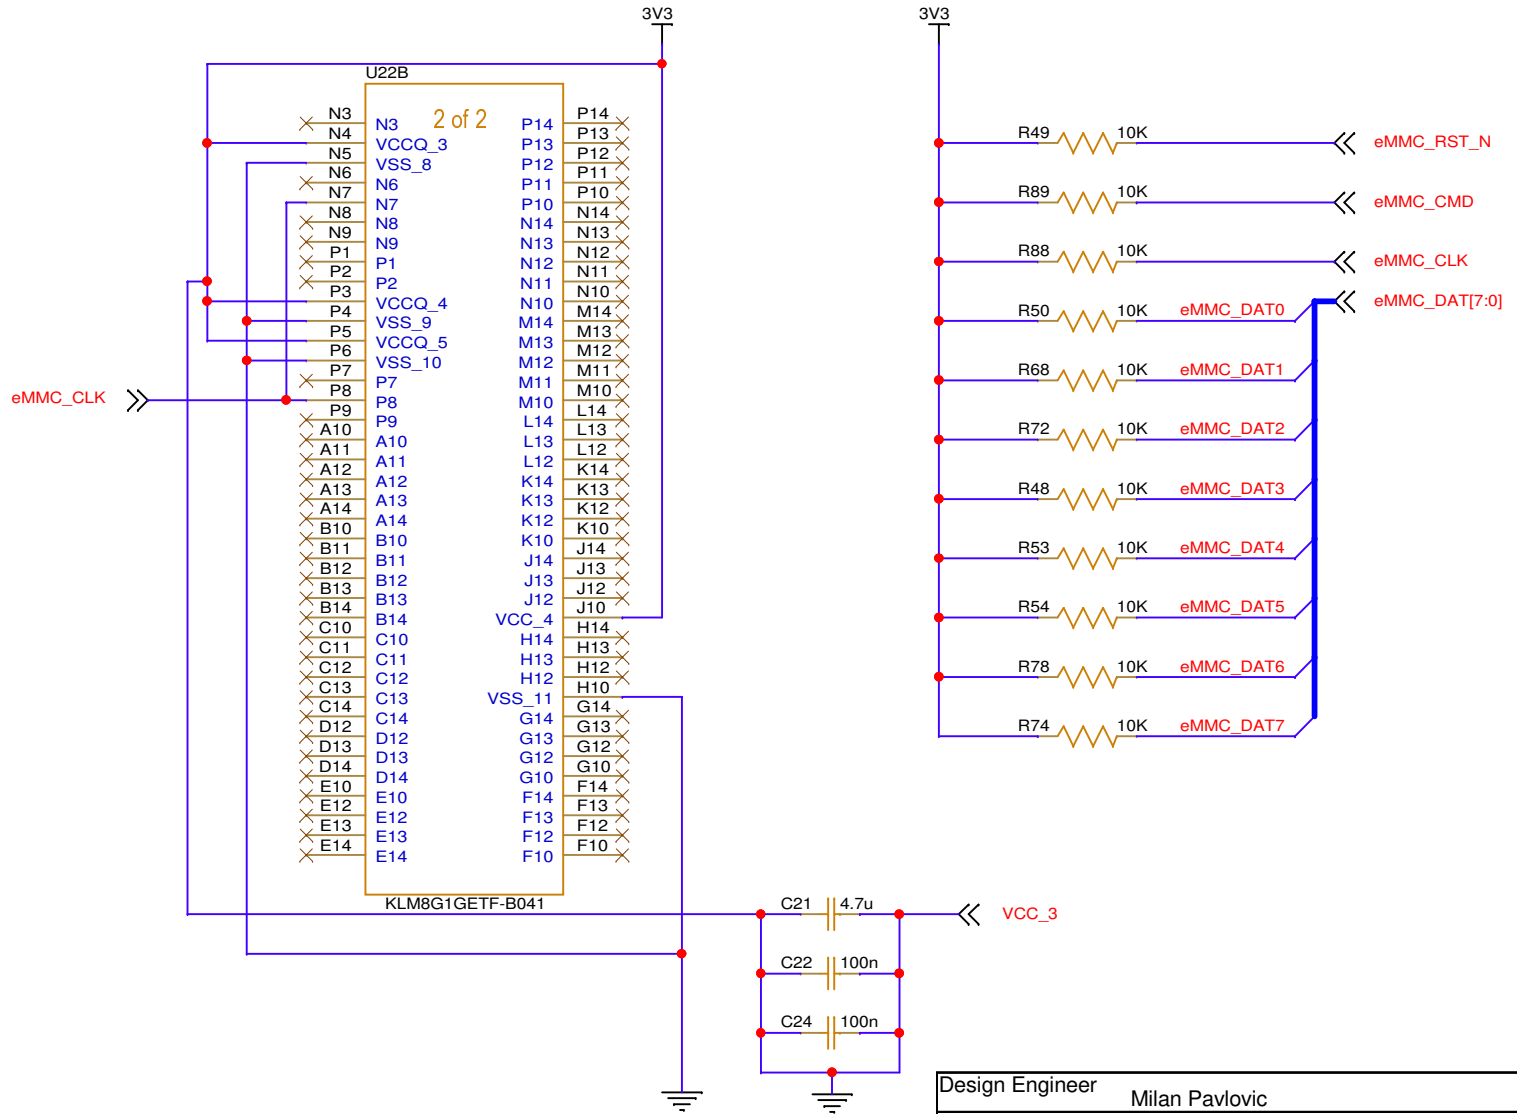 3V3
3V3
U22B
2 of 2
N3 N3 P14 P14
N4 VCCQ_3 P13 P13
N5 VSS_8 P12 P12
N6 N6 P11 P11
N7 N7 P10 P10
N8 N8 N14 N14
N9 N9 N13 N13
P1 P1 N12 N12
P2 P2 N11 N11
P3 VCCQ_4 N10 N10
P4 VSS_9 M14 M14
P5 VCCQ_5 M13 M13
P6 VSS_10 M12 M12
P7 P7 M11 M11
P8 P8 M10 M10
P9 P9 L14 L14
A10 A10 L13 L13
A11 A11 L12 L12
A12 A12 K14 K14
A13 A13 K13 K13
A14 A14 K12 K12
B10 B10 K10 K10
B11 B11 J14 J14
B12 B12 J13 J13
B13 B13 J12 J12
B14 B14 VCC_4 J10
C10 C10 H14 H14
C11 C11 H13 H13
C12 C12 H12 H12
C13 C13 VSS_11 H10
C14 C14 G14 G14
D12 D12 G13 G13
D13 D13 G12 G12
D14 D14 G10 G10
E10 E10 F14 F14
E12 E12 F13 F13
E13 E13 F12 F12
E14 E14 F10 F10
KLM8G1GETF-B041
eMMC_CLK
R49 10K eMMC_RST_N
R89 10K eMMC_CMD
R88 10K eMMC_CLK
eMMC_DAT[7:0]
R50 10K eMMC_DAT0
R68 10K eMMC_DAT1
R72 10K eMMC_DAT2
R48 10K eMMC_DAT3
R53 10K eMMC_DAT4
R54 10K eMMC_DAT5
R78 10K eMMC_DAT6
R74 10K eMMC_DAT7
C21 4.7u VCC_3
C22 100n
C24 100n
Design Engineer
Milan Pavlovic